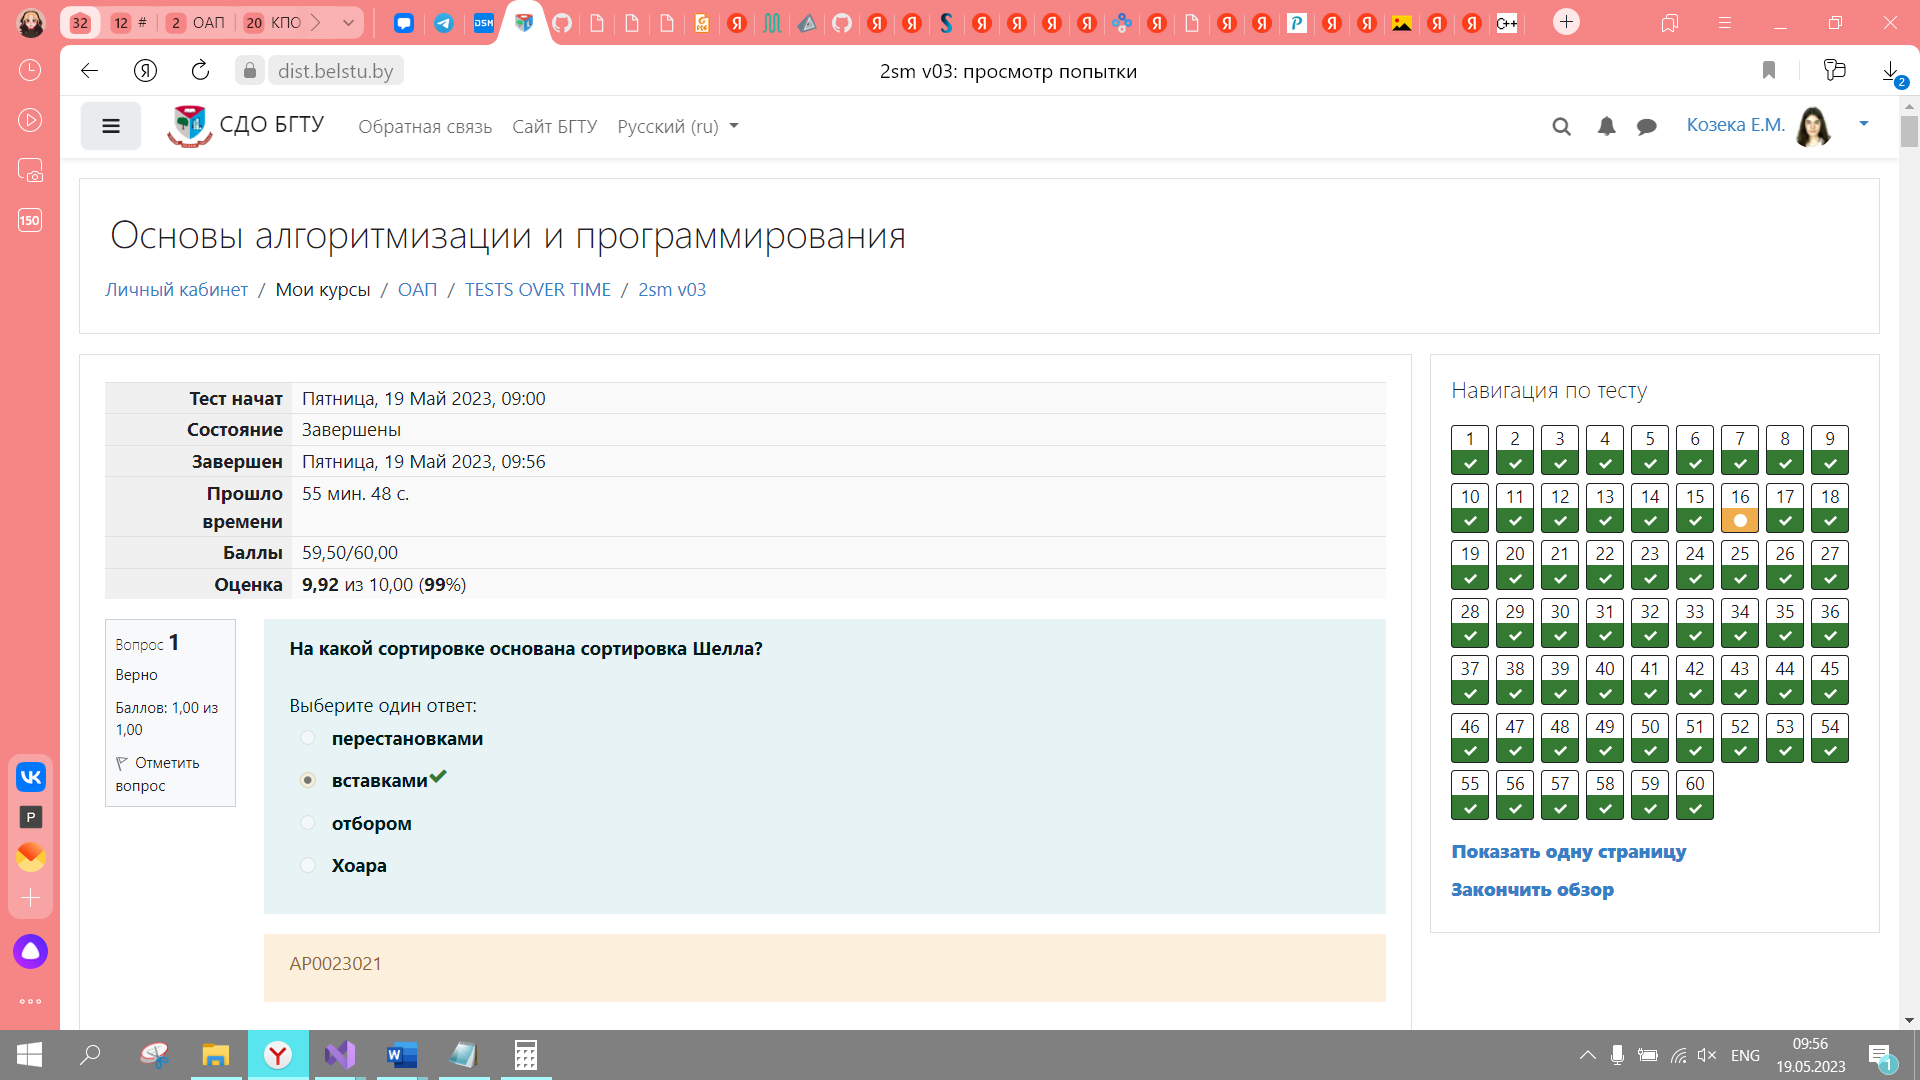 32
12 #
2 ОАП
20 КПО
DSM
C++
dist.belstu.by
2sm v03: просмотр попытки
2
150
СДО БГТУ
Обратная связь
Сайт БГТУ
Русский (ru)
Козека Е.М.
Основы алгоритмизации и программирования
Личный кабинет / Мои курсы / ОАП / TESTS OVER TIME / 2sm v03
Тест начат Пятница, 19 Май 2023, 09:00
Состояние Завершены
Завершен Пятница, 19 Май 2023, 09:56
Прошло времени 55 мин. 48 с.
Баллы 59,50/60,00
Оценка 9,92 из 10,00 (99%)
Вопрос 1
Верно
Баллов: 1,00 из
1,00
Отметить
вопрос
На какой сортировке основана сортировка Шелла?
Выберите один ответ:
перестановками
вставками
отбором
Хоара
AP0023021
Навигация по тесту
1 2 3 4 5 6 7 8 9
10 11 12 13 14 15 16 17 18
19 20 21 22 23 24 25 26 27
28 29 30 31 32 33 34 35 36
37 38 39 40 41 42 43 44 45
46 47 48 49 50 51 52 53 54
55 56 57 58 59 60
Показать одну страницу
Закончить обзор
P
ENG
09:56
19.05.2023
1